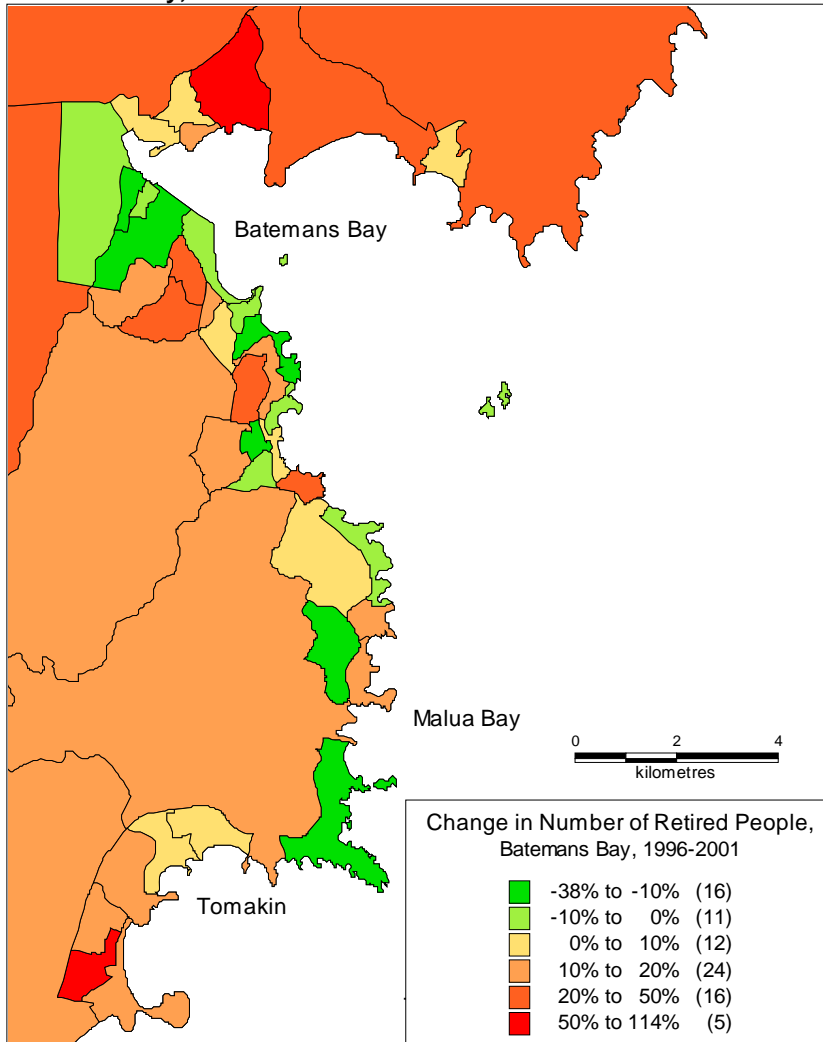 Batemans Bay
Malua Bay
0 2 4
kilometres
Tomakin
Change in Number of Retired People,
Batemans Bay, 1996-2001
-38% to -10% (16)
-10% to 0% (11)
0% to 10% (12)
10% to 20% (24)
20% to 50% (16)
50% to 114% (5)